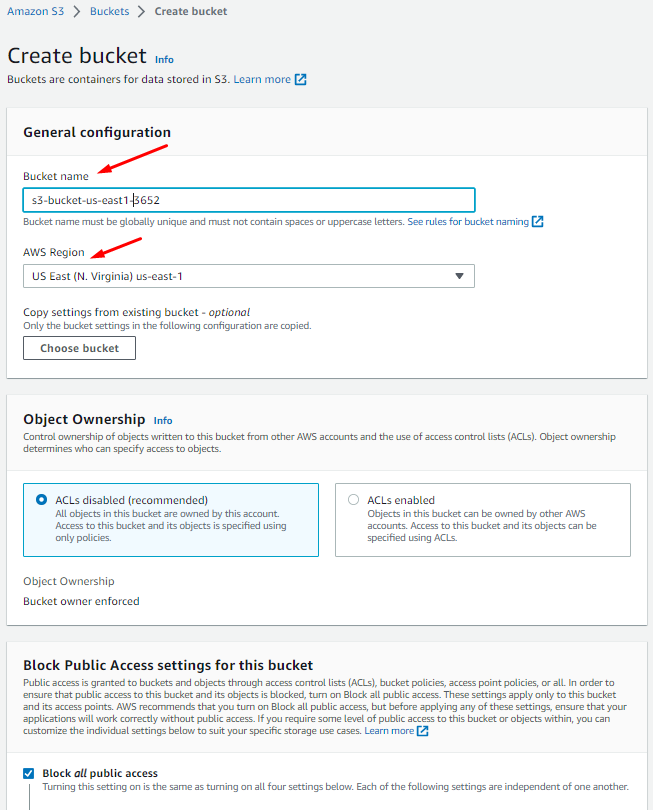 Amazon S3 > Buckets > Create bucket
Create bucket Info
Buckets are containers for data stored in S3. Learn more
General configuration
Bucket name
s3-bucket-us-east1-3652
Bucket name must be globally unique and must not contain spaces or uppercase letters. See rules for bucket naming
AWS Region
US East (N. Virginia) us-east-1
Copy settings from existing bucket - optional
Only the bucket settings in the following configuration are copied.
Choose bucket
Object Ownership Info
Control ownership of objects written to this bucket from other AWS accounts and the use of access control lists (ACLs). Object ownership
determines who can specify access to objects.
ACLs disabled (recommended)
All objects in this bucket are owned by this account.
Access to this bucket and its objects is specified using
only policies.
ACLs enabled
Objects in this bucket can be owned by other AWS
accounts. Access to this bucket and its objects can be
specified using ACLs.
Object Ownership
Bucket owner enforced
Block Public Access settings for this bucket
Public access is granted to buckets and objects through access control lists (ACLs), bucket policies, access point policies, or all. In order to
ensure that public access to this bucket and its objects is blocked, turn on Block all public access. These settings apply only to this bucket
and its access points. AWS recommends that you turn on Block all public access, but before applying any of these settings, ensure that your
applications will work correctly without public access. If you require some level of public access to this bucket or objects within, you can
customize the individual settings below to suit your specific storage use cases. Learn more
Block all public access
Turning this setting on is the same as turning on all four settings below. Each of the following settings are independent of one another.